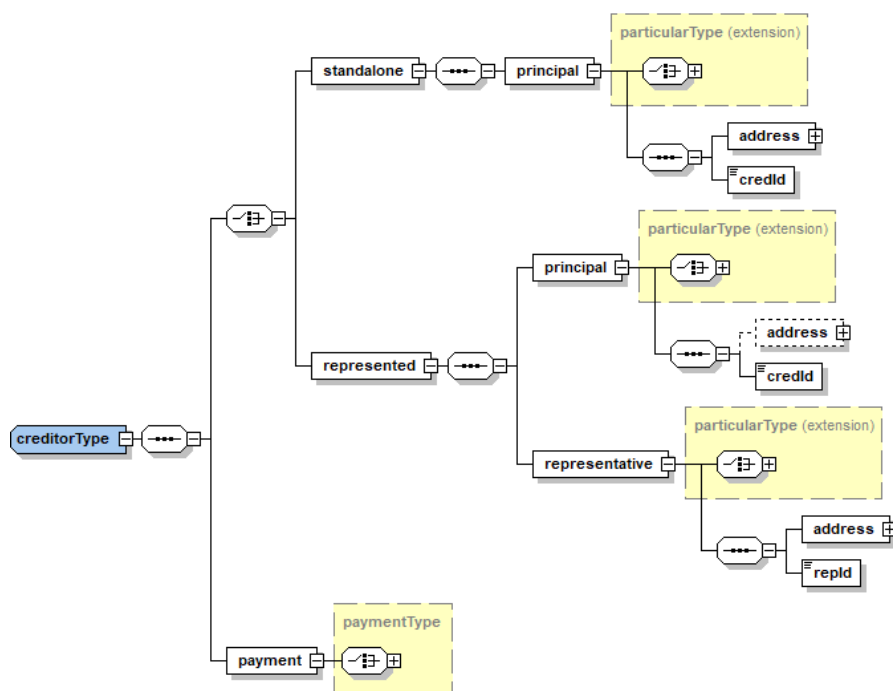 particularType (extension)
standalone
principal
address
credId
particularType (extension)
principal
address
represented
credId
particularType (extension)
creditorType
representative
address
repId
paymentType
payment